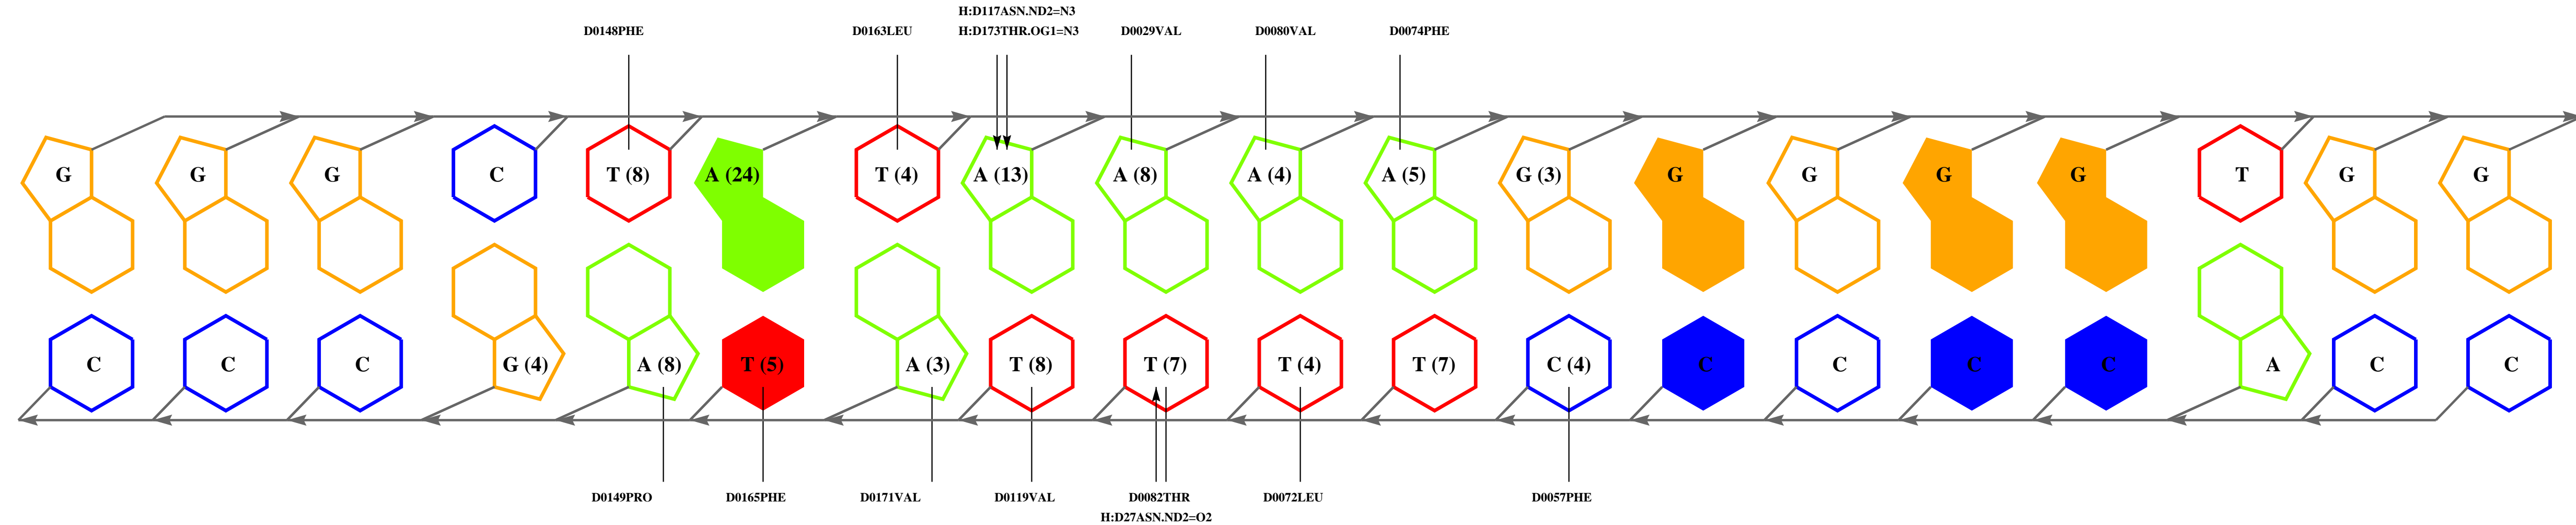 H:D117ASN.ND2=N3
D0148PHE D0163LEU H:D173THR.OG1=N3 D0029VAL D0080VAL D0074PHE
G G G C T (8) A (24) T (4) A (13) A (8) A (4) A (5) G (3) G G G G T G G
C C C G (4) A (8) T (5) A (3) T (8) T (7) T (4) T (7) C (4) C C C C A C C
D0149PRO D0165PHE D0171VAL D0119VAL D0082THR D0072LEU D0057PHE
H:D27ASN.ND2=O2